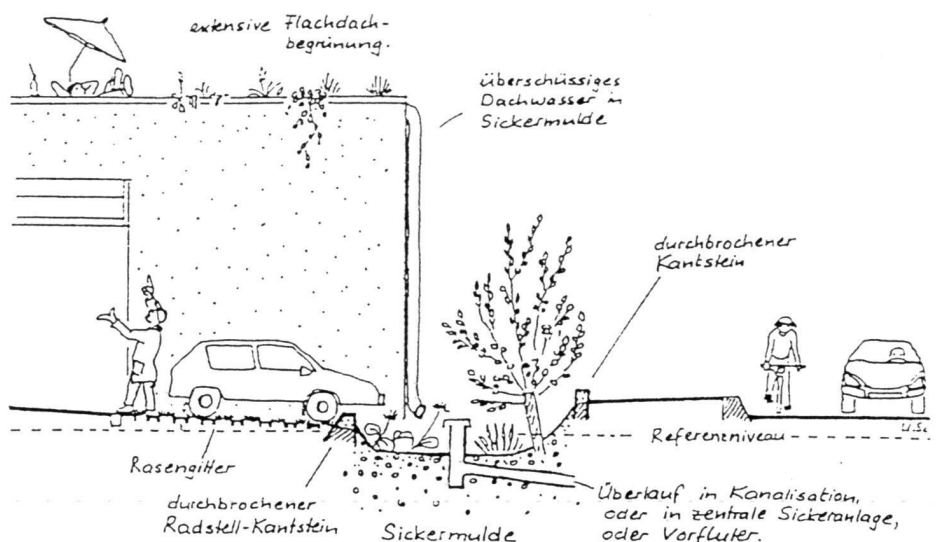 extensive Flachdach-
begrünung.
überschüssiges
Dachwasser in
Sickermulde
durchbrochener
Kantstein
Referenzniveau
Rasengitter
durchbrochener
Radstell-Kantstein
Sickermulde
Überlauf in Kanalisation,
oder in zentrale Sickeranlage,
oder Vorfluter.